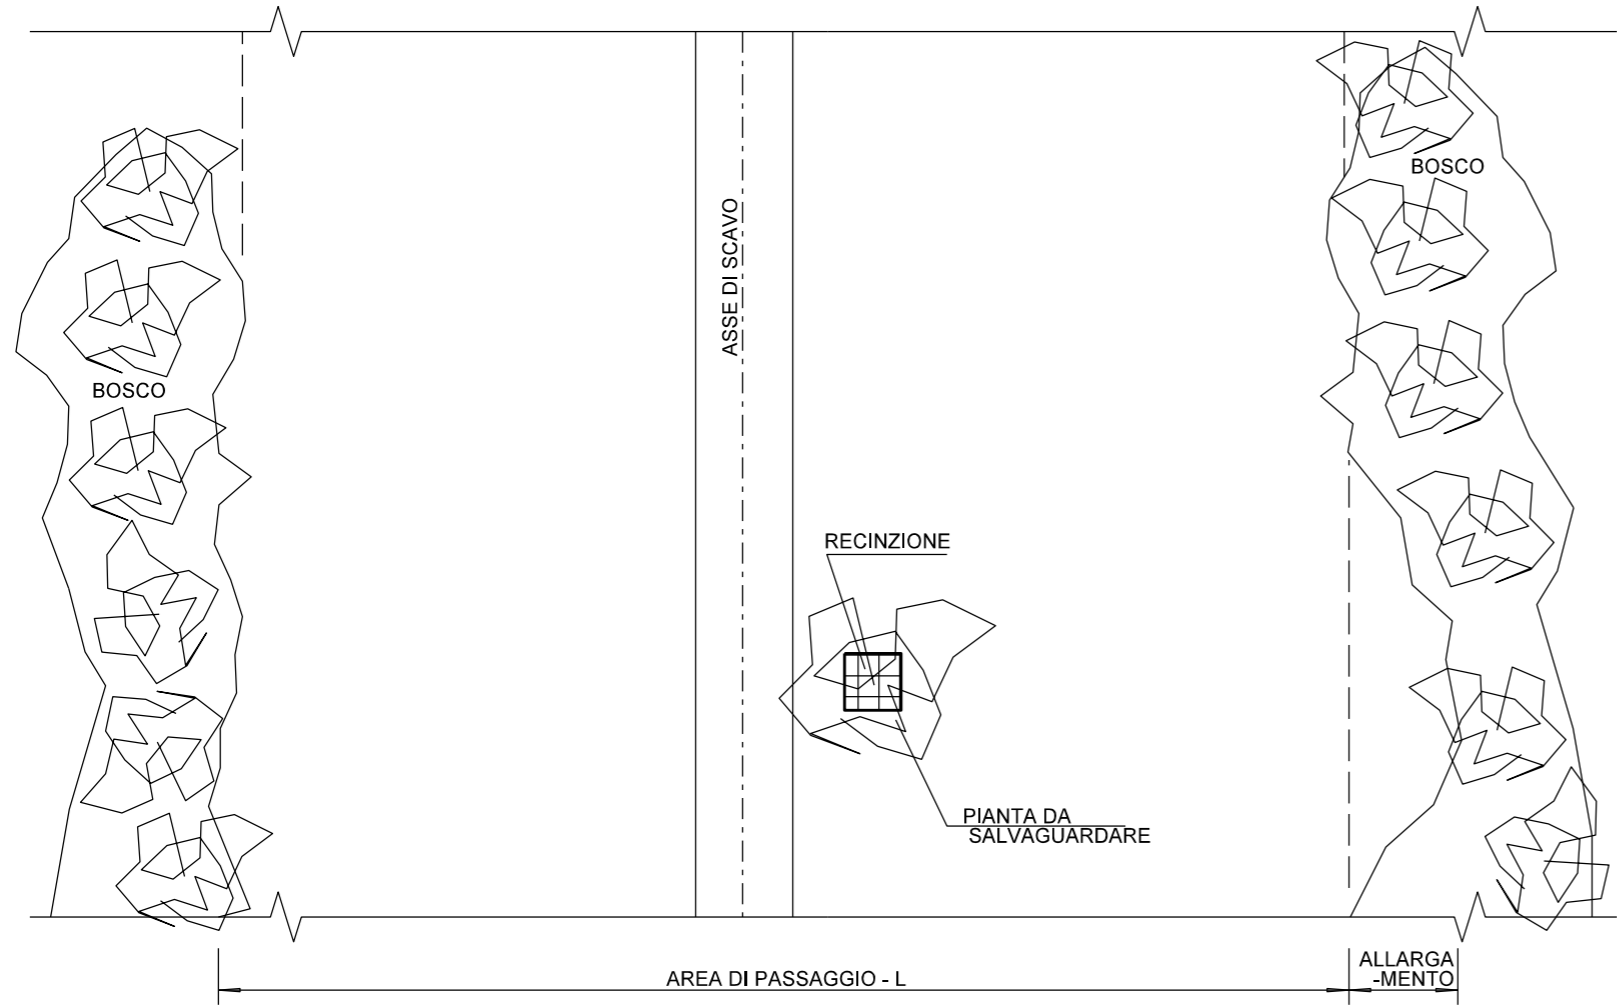 BOSCO
ASSE DI SCAVO
BOSCO
RECINZIONE
PIANTA DA
SALVAGUARDARE
AREA DI PASSAGGIO - L
ALLARGA
-MENTO